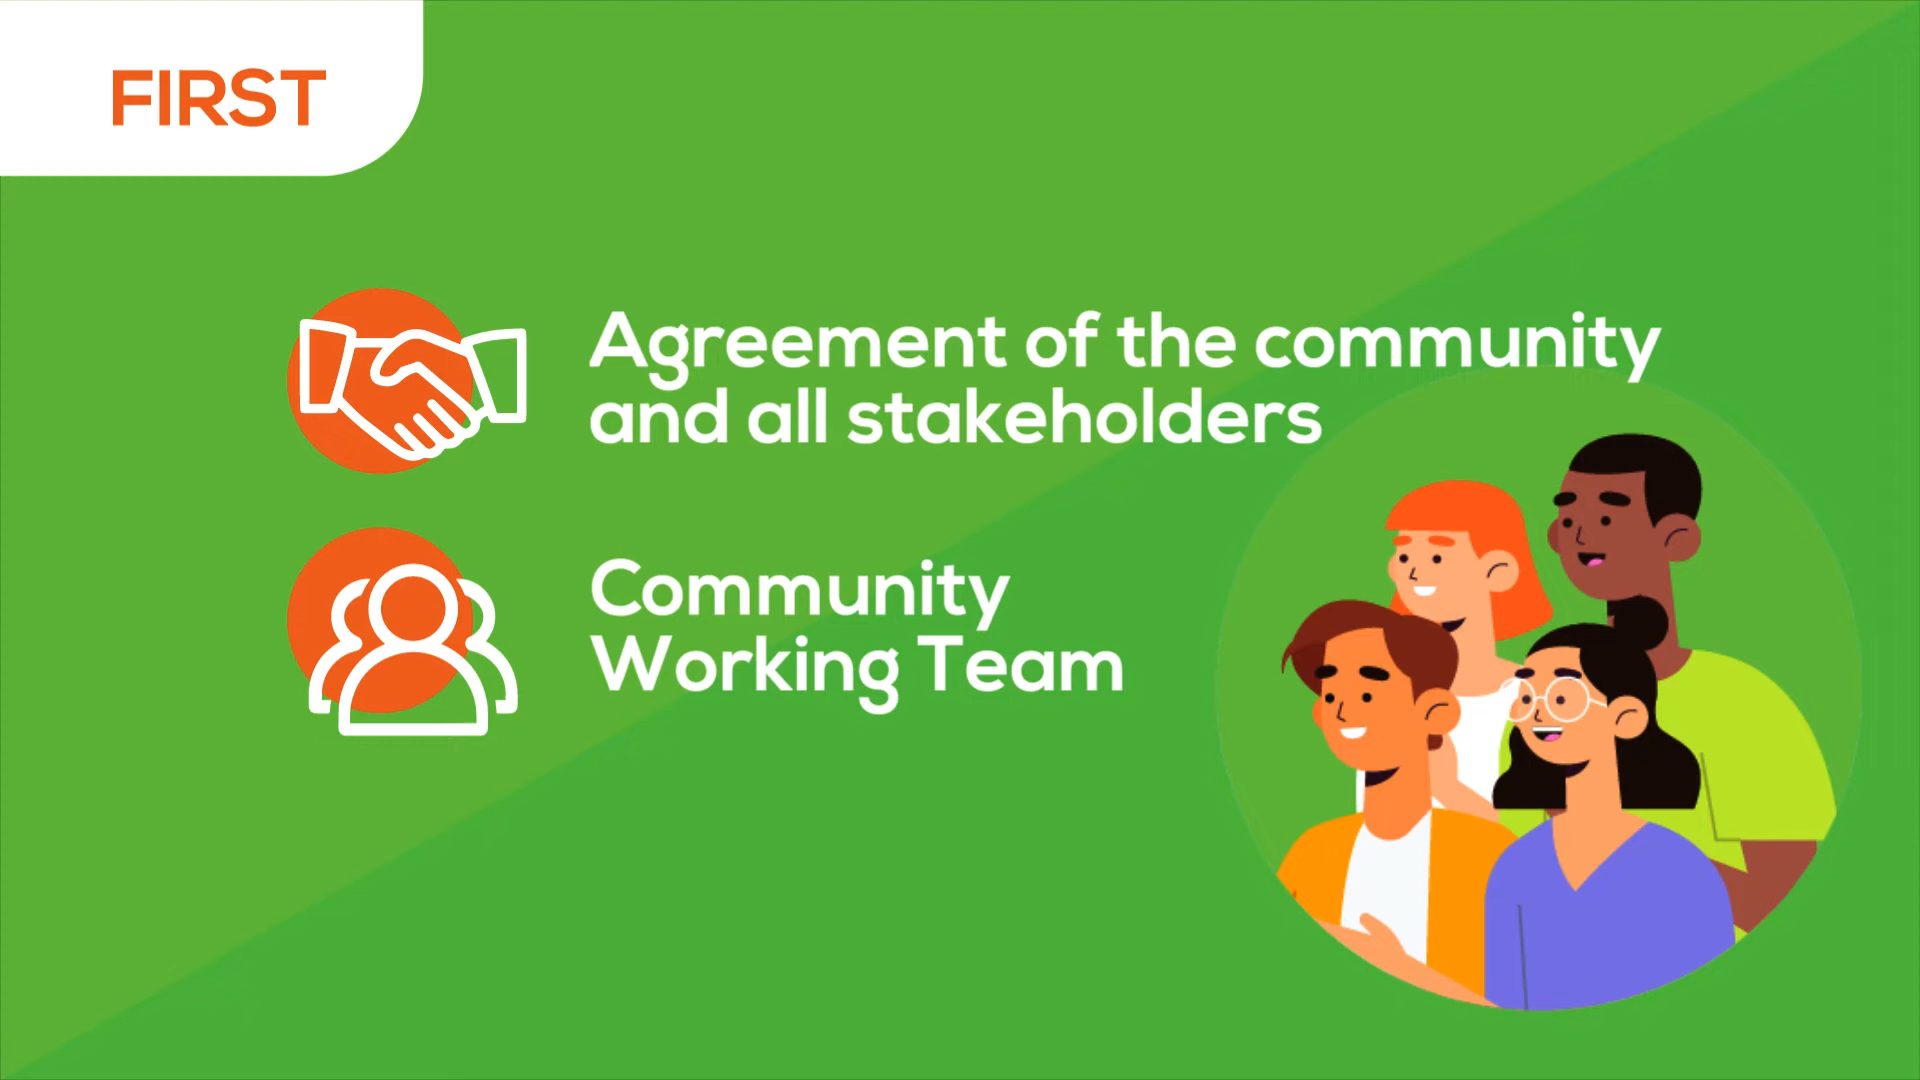 FIRST
Agreement of the community
and all stakeholders
Community
Working Team